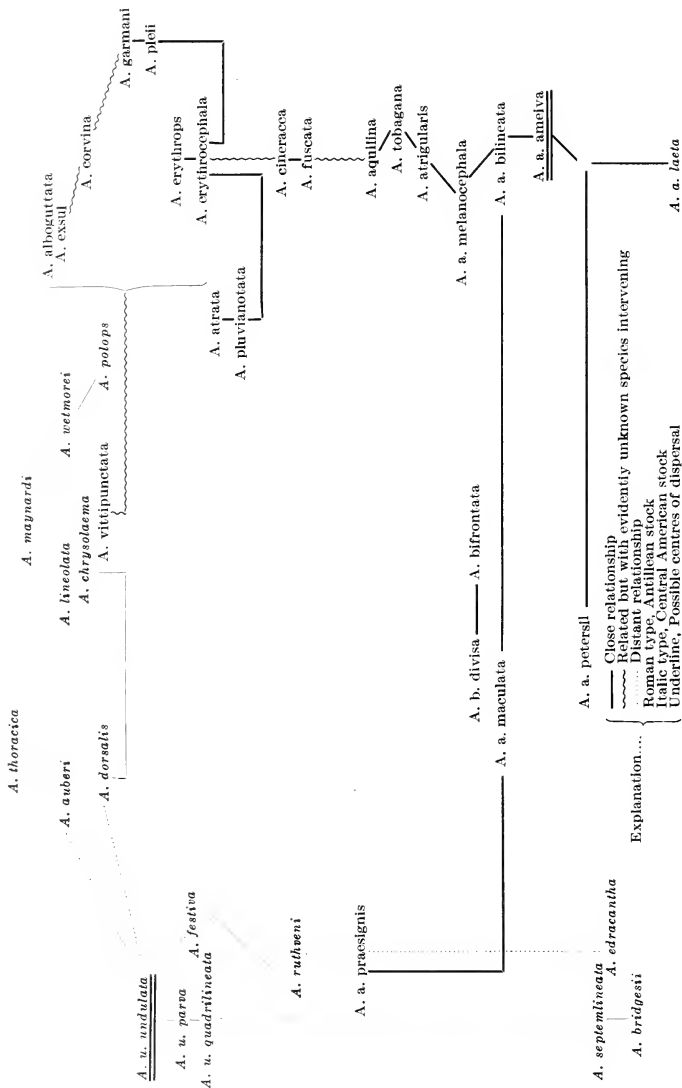 A. u. undulata
A. u. parva
A. festiva
A. u. quadrilineata
A. ruthveni
A. a. praesignis
A. septemlineata
A. edracantha
A. bridgesii
A. thoracica
A. auberi
A. dorsalis
A. b. divisa
A. bifrontata
A. a. maculata
A. a. petersii
A. maynardi
A. lineolata
A. chrysolaema
A. vittipunctata
A. wetmorei
A. polops
A. alboguttata
A. exsul
A. corvina
A. garmani
A. pleii
A. erythrops
A. erythrocephala
A. atrata
A. pluvianotata
A. cineracca
A. fuscata
A. aquilina
A. tobagana
A. atrigularis
A. a. melanocephala
A. a. bilineata
A. a. ameiva
A. a. laeta
Explanation....
Close relationship
Related but with evidently unknown species intervening
Distant relationship
Roman type, Antillean stock
Italic type, Central American stock
Underline, Possible centres of dispersal